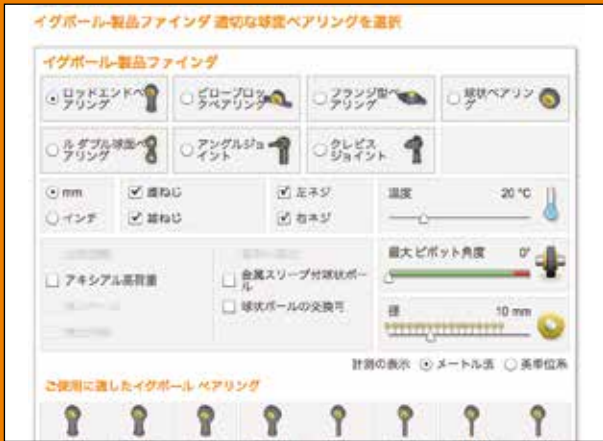 イグボール-製品ファインダ 適切な球面ベアリングを選択
イグボール-製品ファインダ
ロッドエンドベ
アリング
ピローブロッ
クベアリング
フランジ型ベ
アリング
球状ベアリン
グ
ル ダブル球面ベ
アリング
アングルジョ
イント
クレビス
ジョイント
mm
雌ねじ
左ネジ
温度
20 °C
インチ
雄ねじ
右ネジ
最大 ピボット角度
0°
アキシアル高荷重
金属スリーブ付球状ボー
ル
球状ボールの交換可
径
10 mm
計測の表示
メートル法
英単位系
ご使用に適したイグボール ベアリング